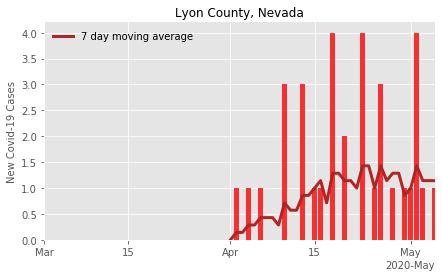 Lyon County, Nevada
7 day moving average
New Covid-19 Cases
4.0
3.5
3.0
2.5
2.0
1.5
1.0
0.5
0.0
Mar
15
Apr
15
May
2020-May